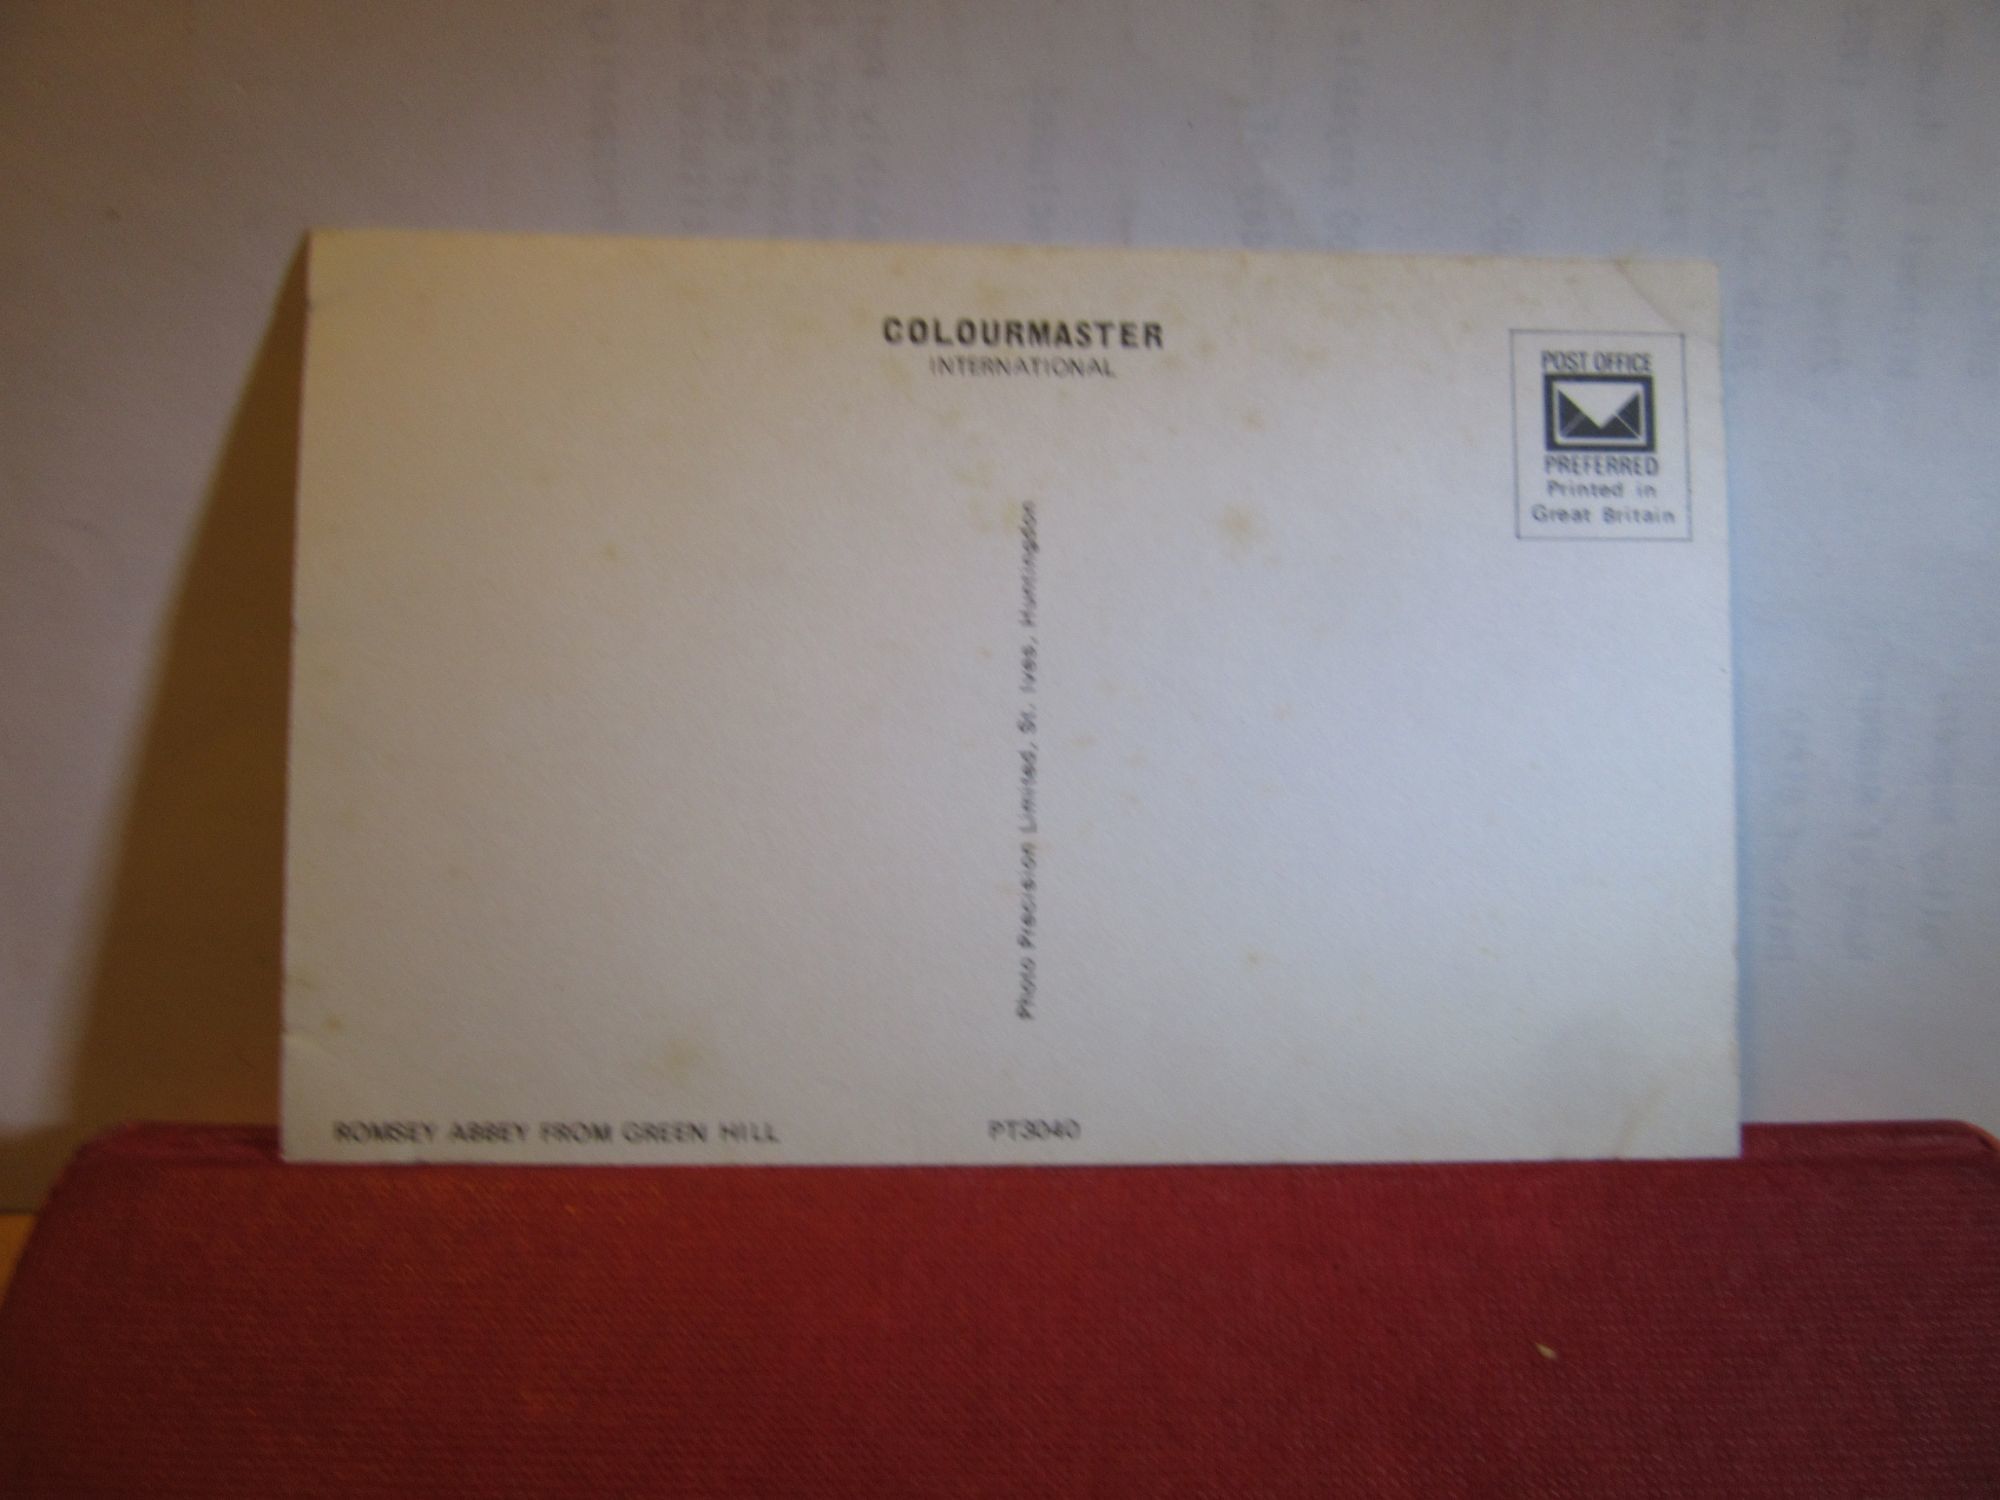 COLOURMASTER
INTERNATIONAL
POST OFFICE
PREFERRED
Printed in
Great Britain
Photo Precision Limited, St. Ives, Huntingdon
ROMSEY ABBEY FROM GREEN HILL
PT3040